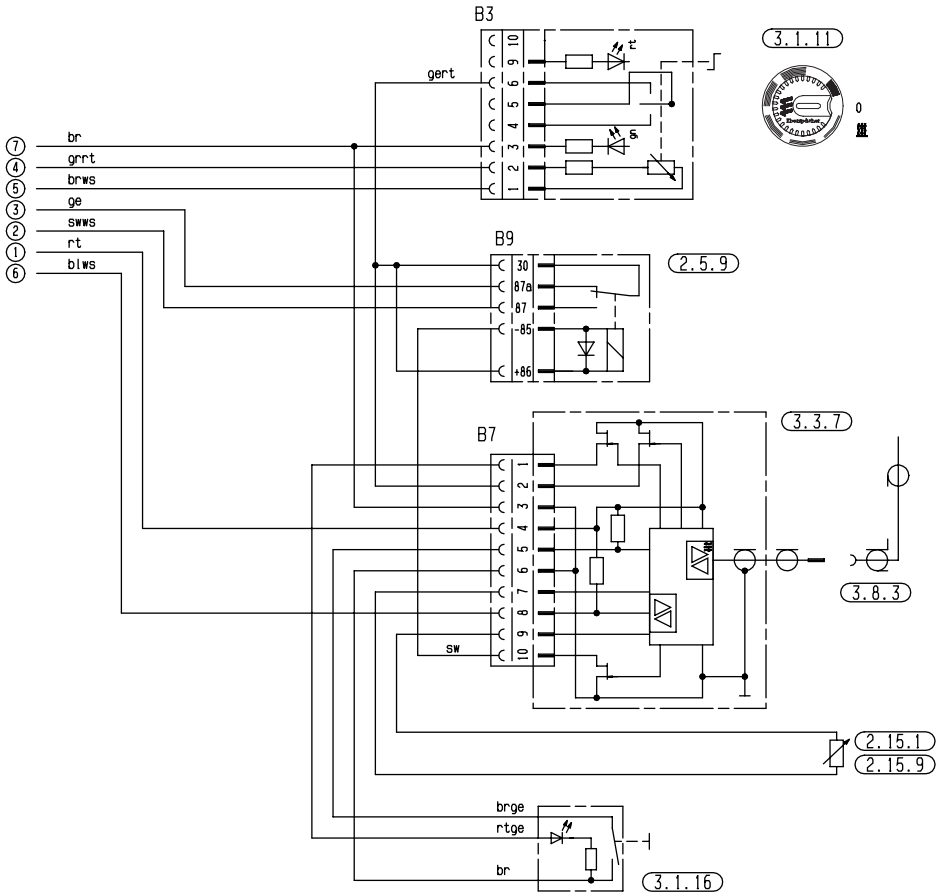 B3
3.1.11
10
9
rt
gert
6
5
4
7 br
3
gn
4 grrt
2
5 brws
1
Eberspächer
0
3 ge
2 swws
1 rt
6 blws
B9
2.5.9
30
87a
87
-85
+86
B7
3.3.7
1
2
3
4
5
6
7
8
9
10
sw
3.8.3
2.15.1
2.15.9
brge
rtge
br
3.1.16